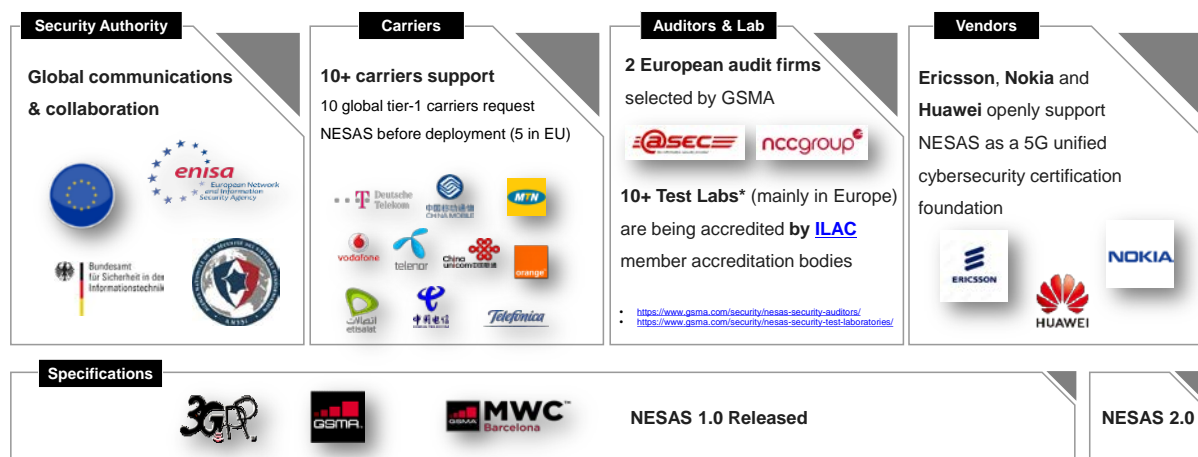 Security Authority
Global communications
& collaboration
enisa
European Network
and Information
Security Agency
Bundesamt
für Sicherheit in der
Informationstechnik
Carriers
10+ carriers support
10 global tier-1 carriers request
NESAS before deployment (5 in EU)
Deutsche
Telekom
中国移动通信
CHINA MOBILE
MTN
vodafone
telenor
China
unicom中国联通
orange
اتصالات
etisalat
中国电信
CHINA TELECOM
Telefónica
Auditors & Lab
2 European audit firms
selected by GSMA
@sec
nccgroup
10+ Test Labs* (mainly in Europe)
are being accredited by ILAC
member accreditation bodies
• https://www.gsma.com/security/nesas-security-auditors/
• https://www.gsma.com/security/nesas-security-test-laboratories/
Vendors
Ericsson, Nokia and
Huawei openly support
NESAS as a 5G unified
cybersecurity certification
foundation
ERICSSON
HUAWEI
NOKIA
Specifications
3GPP
GSMA
GSMA
MWC™
Barcelona
NESAS 1.0 Released
NESAS 2.0